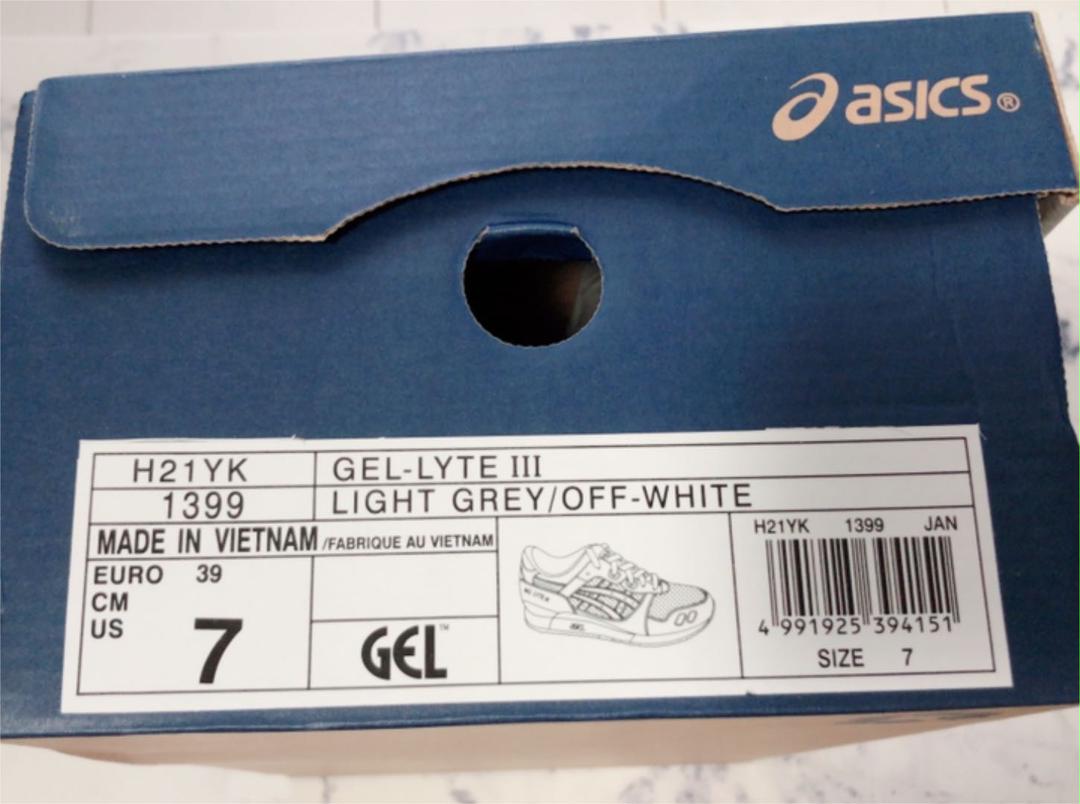 asics®
H21YK
GEL-LYTE III
1399
LIGHT GREY/OFF-WHITE
MADE IN VIETNAM /FABRIQUE AU VIETNAM
EURO 39
CM
US 7
GEL™
H21YK 1399 JAN
4 991925 394151
SIZE 7